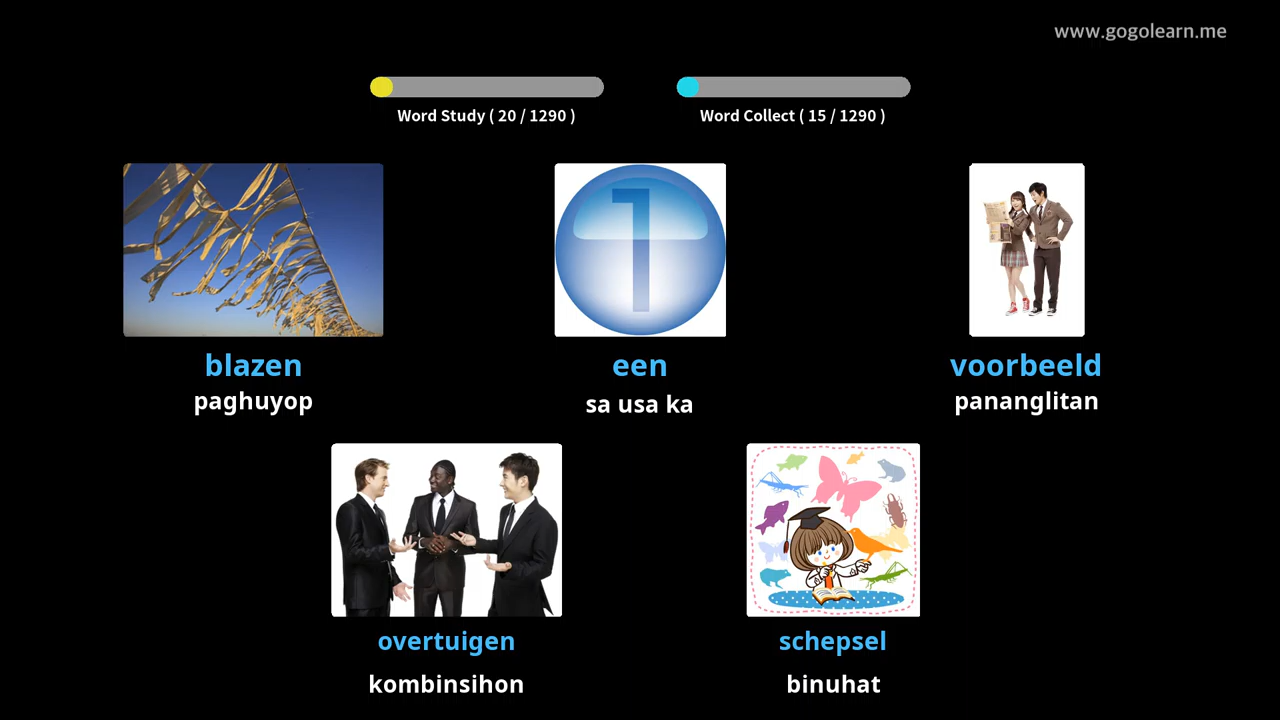 www.gogolearn.me
Word Study ( 20 / 1290 )
Word Collect ( 15 / 1290 )
1
blazen
paghuyop
een
sa usa ka
voorbeeld
pananglitan
overtuigen
kombinsihon
schepsel
binuhat